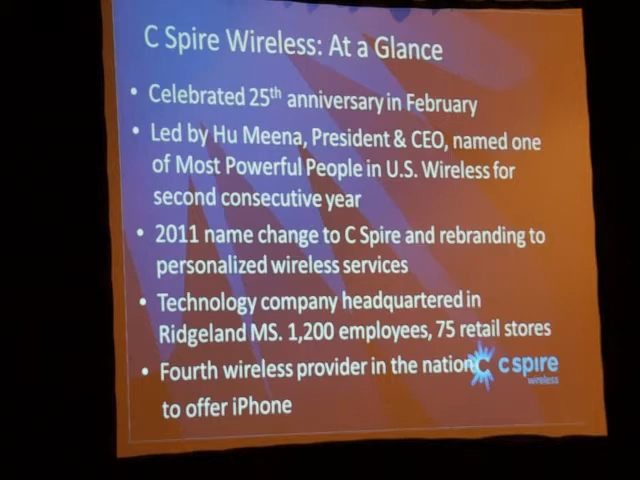 C Spire Wireless: At a Glance
• Celebrated 25th anniversary in February
• Led by Hu Meena, President & CEO, named one
of Most Powerful People in U.S. Wireless for
second consecutive year
• 2011 name change to C Spire and rebranding to
personalized wireless services
• Technology company headquartered in
Ridgeland MS. 1,200 employees, 75 retail stores
• Fourth wireless provider in the nation
to offer iPhone
C spire
wireless